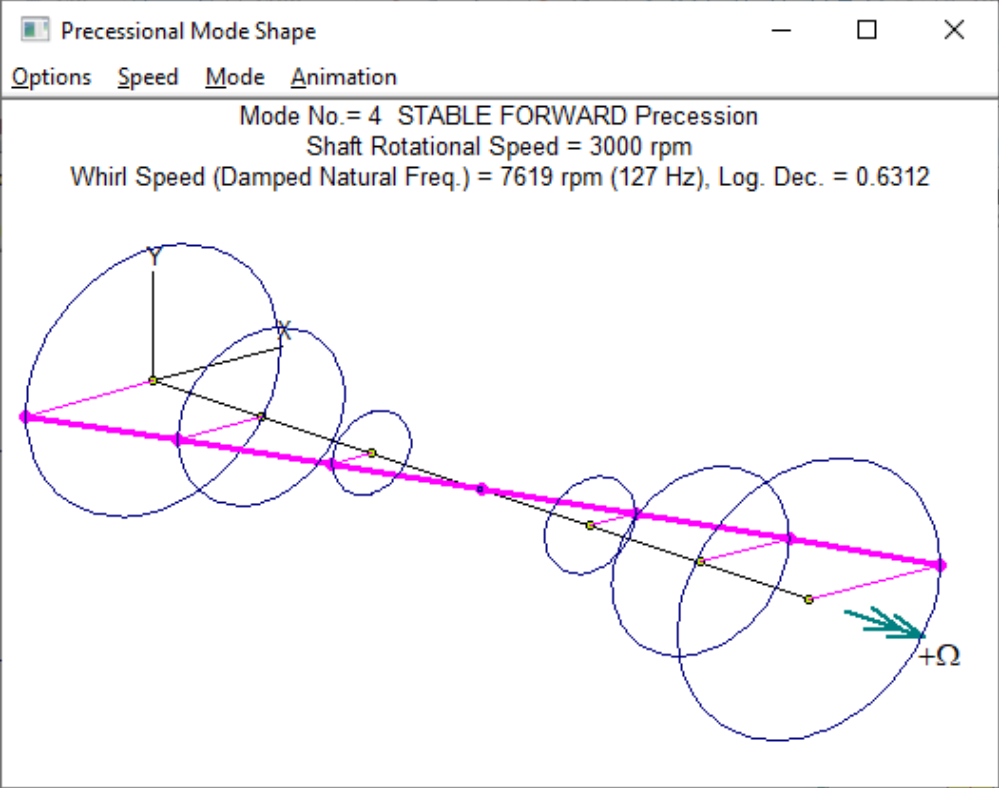 Precessional Mode Shape
Options Speed Mode Animation
Mode No.= 4 STABLE FORWARD Precession
Shaft Rotational Speed = 3000 rpm
Whirl Speed (Damped Natural Freq.) = 7619 rpm (127 Hz), Log. Dec. = 0.6312
Y
X
+Ω